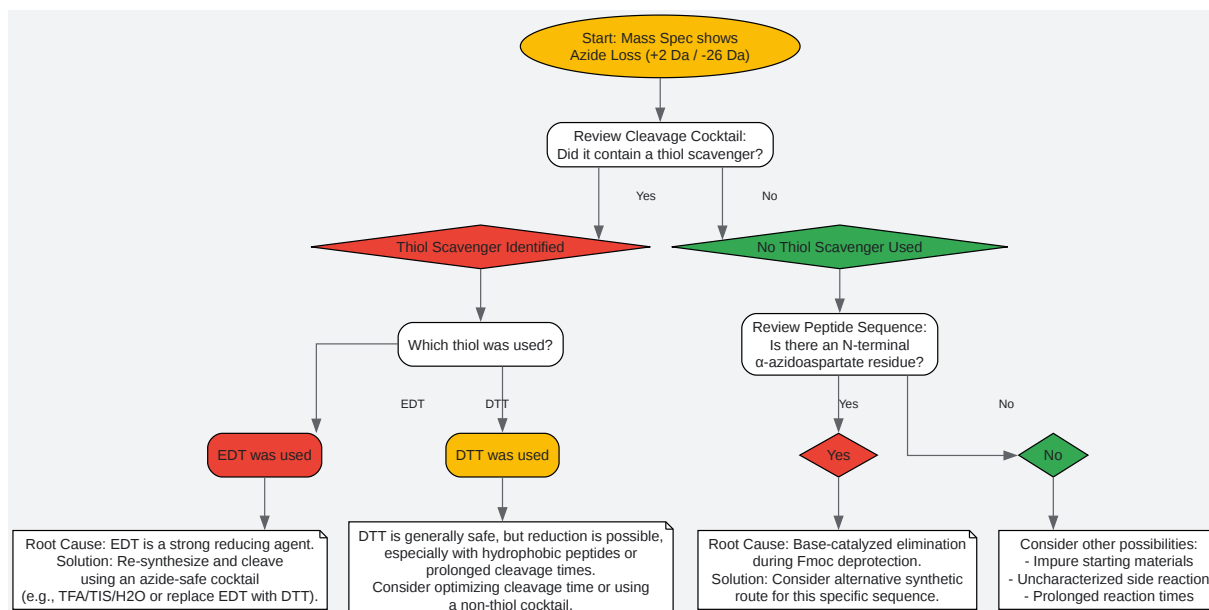 Start: Mass Spec shows
Azide Loss (+2 Da / -26 Da)
Review Cleavage Cocktail:
Did it contain a thiol scavenger?
Yes
No
Thiol Scavenger Identified
No Thiol Scavenger Used
Which thiol was used?
Review Peptide Sequence:
Is there an N-terminal
α-azidoaspartate residue?
EDT
DTT
Yes
No
EDT was used
DTT was used
Yes
No
Root Cause: EDT is a strong reducing agent.
Solution: Re-synthesize and cleave
using an azide-safe cocktail
(e.g., TFA/TIS/H2O or replace EDT with DTT).
DTT is generally safe, but reduction is possible,
especially with hydrophobic peptides or
prolonged cleavage times.
Consider optimizing cleavage time or using
a non-thiol cocktail.
Root Cause: Base-catalyzed elimination
during Fmoc deprotection.
Solution: Consider alternative synthetic
route for this specific sequence.
Consider other possibilities:
- Impure starting materials
- Uncharacterized side reaction
- Prolonged reaction times